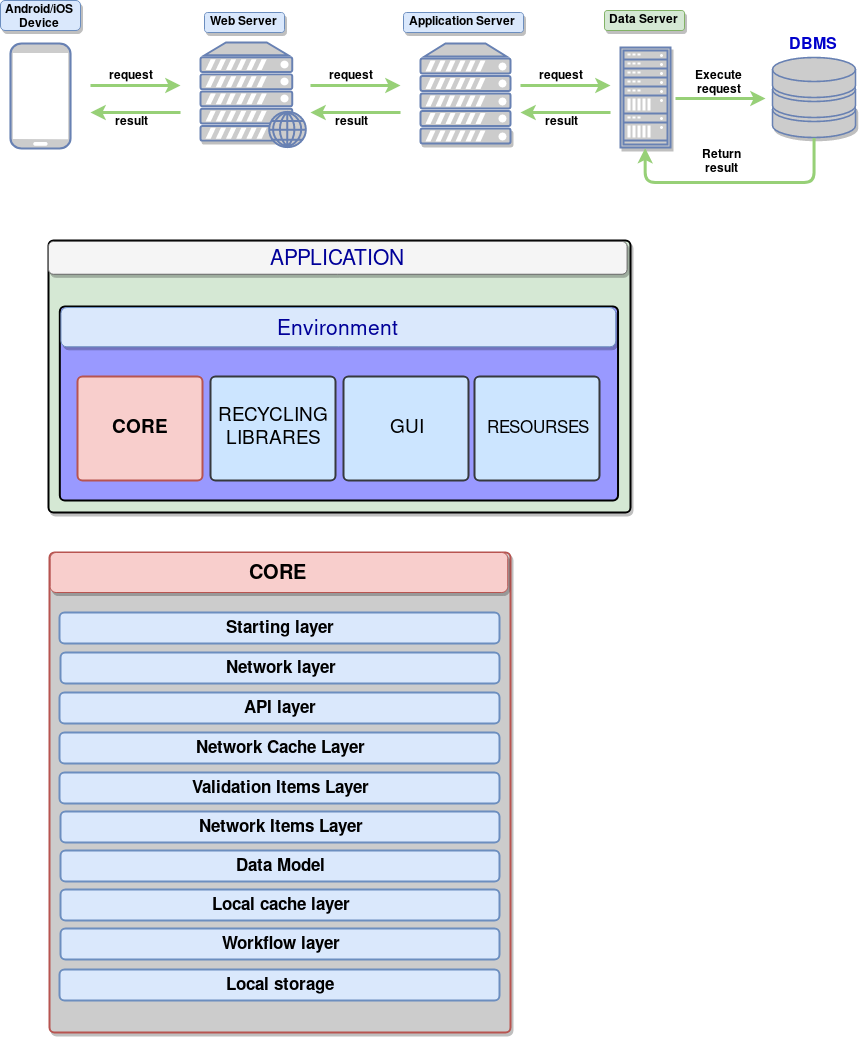 Android/iOS
Device
Web Server
Application Server
Data Server
DBMS
request
result
request
result
request
result
Execute
request
Return
result
APPLICATION
Environment
CORE
RECYCLING
LIBRARES
GUI
RESOURSES
CORE
Starting layer
Network layer
API layer
Network Cache Layer
Validation Items Layer
Network Items Layer
Data Model
Local cache layer
Workflow layer
Local storage